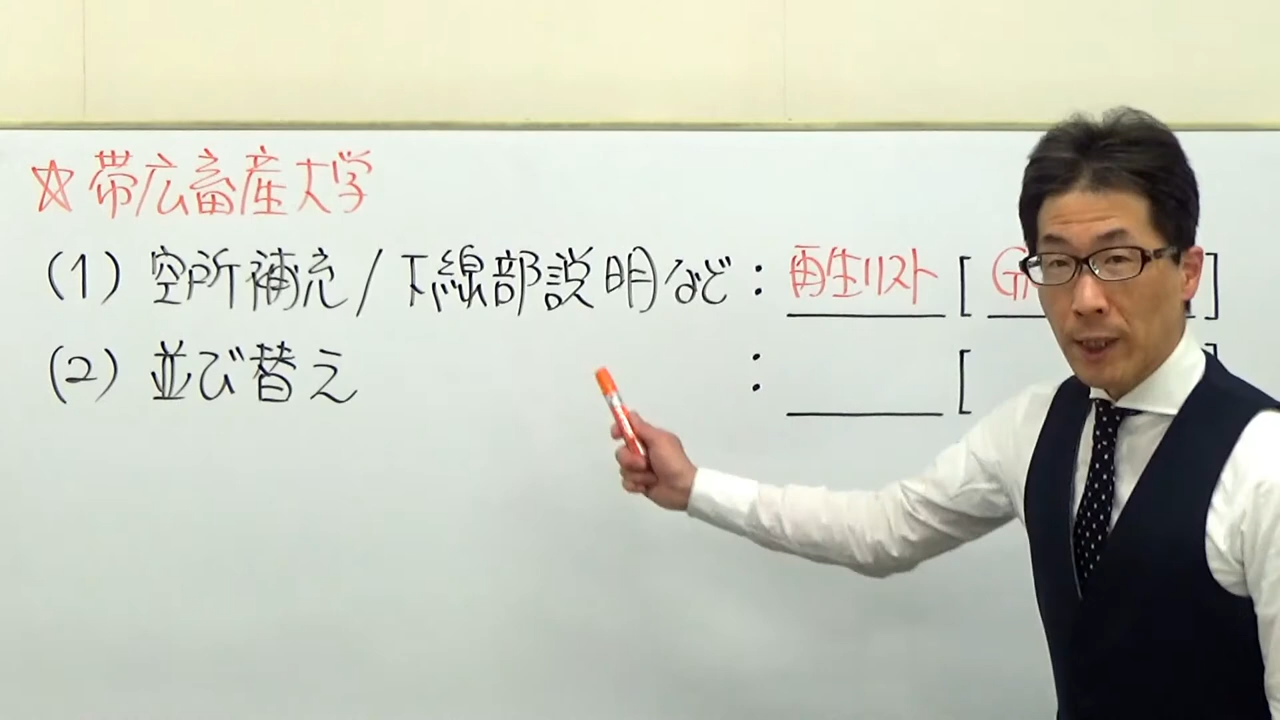 ☆帯広畜産大学
(1) 空所補充/下線部説明など：再生リスト [ ]
(2) 並び替え ： [ ]